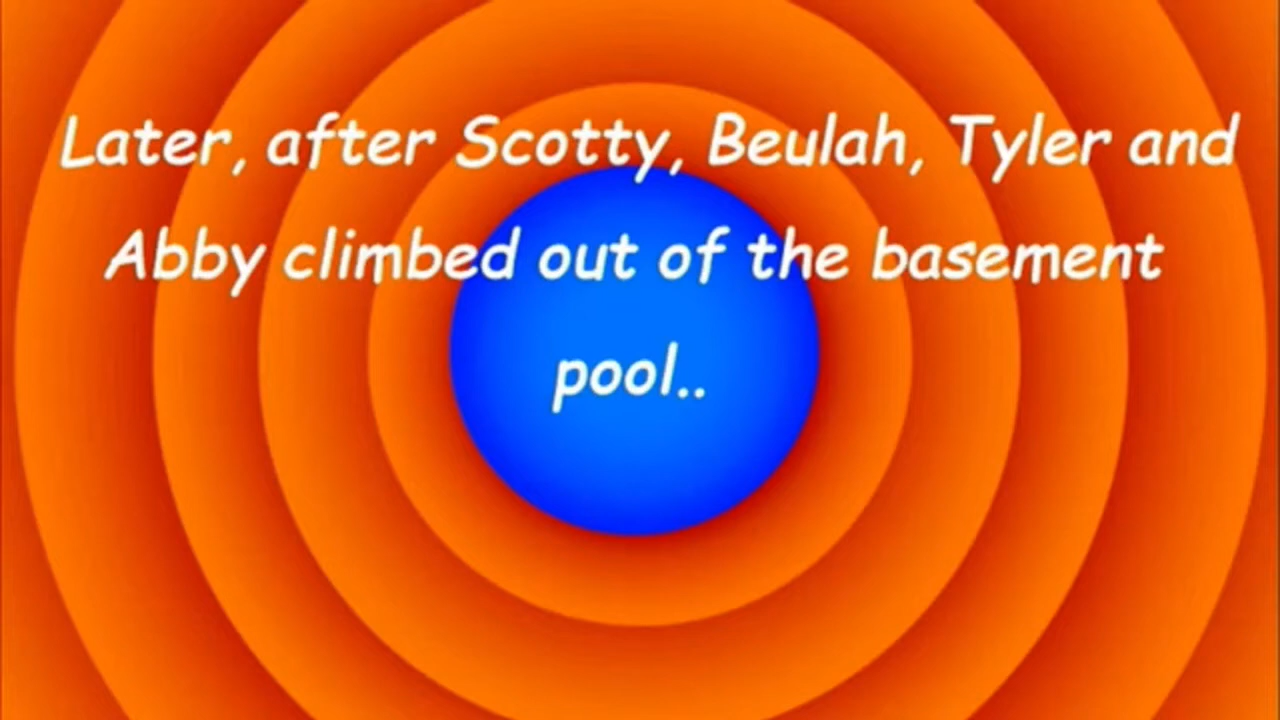 Later, after Scotty, Beulah, Tyler and
Abby climbed out of the basement
pool..